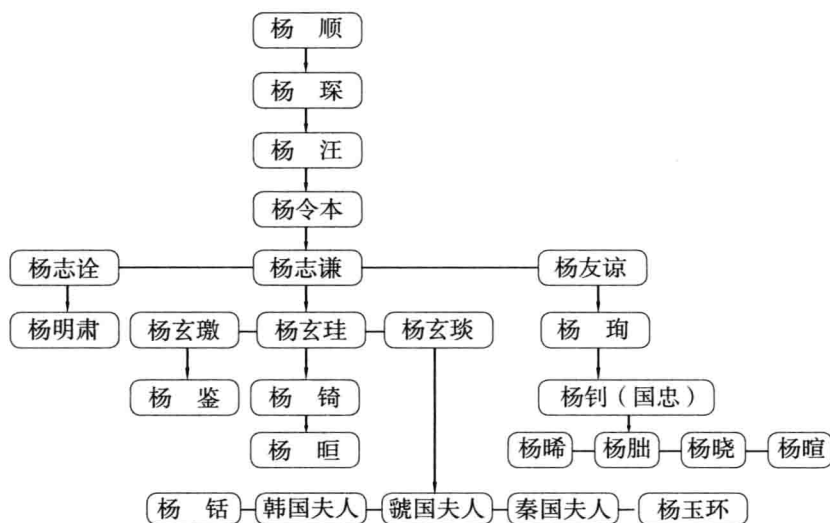 杨　顺
杨　琛
杨　汪
杨令本
杨志诠 杨志谦 杨友谅
杨明肃 杨玄璬 杨玄珪 杨玄琰 杨　珣
杨　鉴 杨　锜 杨钊（国忠）
杨　晅 杨晞 杨昢 杨晓 杨暄
杨　铦 韩国夫人 虢国夫人 秦国夫人 杨玉环